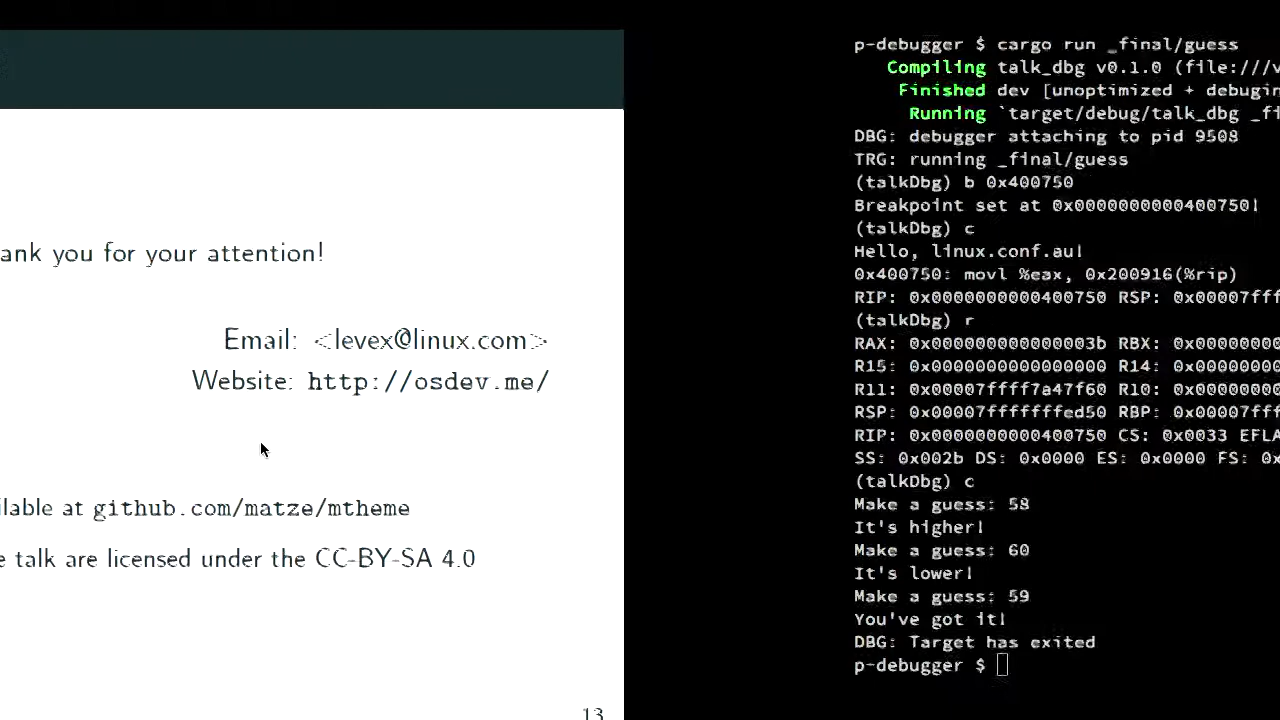 ank you for your attention!
Email: <levex@linux.com>
Website: http://osdev.me/
ilable at github.com/matze/mtheme
e talk are licensed under the CC-BY-SA 4.0
13
p-debugger $ cargo run _final/guess
Compiling talk_dbg v0.1.0 (file:///v
Finished dev [unoptimized + debugin
Running `target/debug/talk_dbg _fi
DBG: debugger attaching to pid 9508
TRG: running _final/guess
(talkDbg) b 0x400750
Breakpoint set at 0x0000000000400750!
(talkDbg) c
Hello, linux.conf.au!
0x400750: movl %eax, 0x200916(%rip)
RIP: 0x0000000000400750 RSP: 0x00007fff
(talkDbg) r
RAX: 0x000000000000003b RBX: 0x00000000
R15: 0x0000000000000000 R14: 0x00000000
R11: 0x00007ffff7a47f60 R10: 0x00000000
RSP: 0x00007fffffffed50 RBP: 0x00007fff
RIP: 0x0000000000400750 CS: 0x0033 EFLA
SS: 0x002b DS: 0x0000 ES: 0x0000 FS: 0x
(talkDbg) c
Make a guess: 58
It's higher!
Make a guess: 60
It's lower!
Make a guess: 59
You've got it!
DBG: Target has exited
p-debugger $